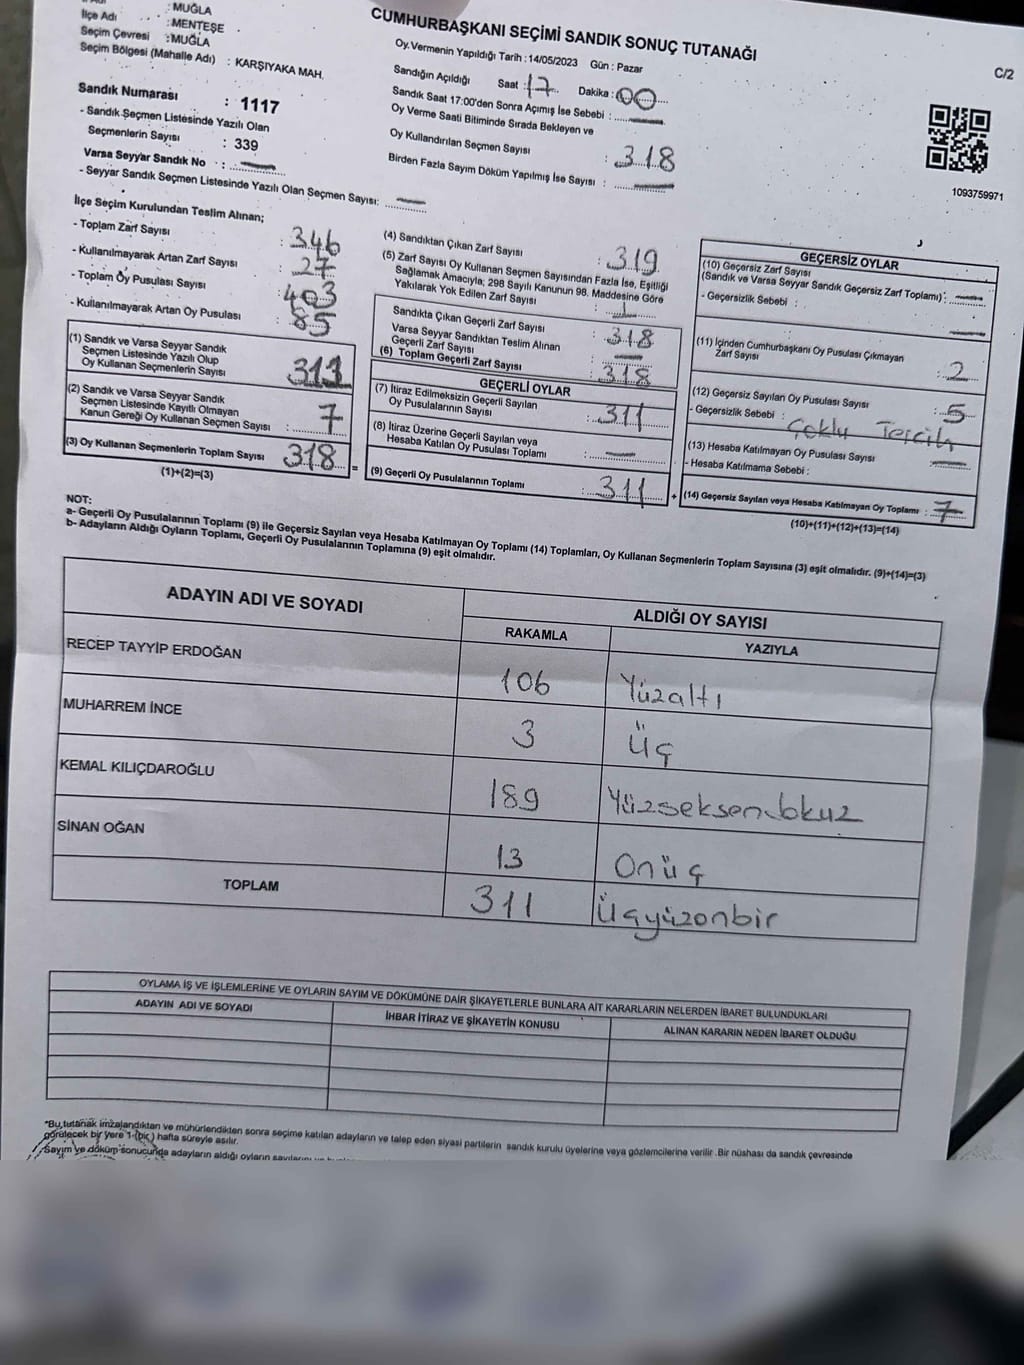 : MUĞLA
İlçe Adı : MENTEŞE
Seçim Çevresi : MUĞLA
Seçim Bölgesi (Mahalle Adı) : KARŞIYAKA MAH.
Sandık Numarası : 1117
- Sandık Seçmen Listesinde Yazılı Olan
Seçmenlerin Sayısı : 339
Varsa Seyyar Sandık No :
- Seyyar Sandık Seçmen Listesinde Yazılı Olan Seçmen Sayısı:
CUMHURBAŞKANI SEÇİMİ SANDIK SONUÇ TUTANAĞI
C/2
Oy Vermenin Yapıldığı Tarih : 14/05/2023 Gün : Pazar
Sandığın Açıldığı Saat : 17 Dakika : 00
Sandık Saat 17:00'den Sonra Açımış İse Sebebi :
Oy Verme Saati Bitiminde Sırada Bekleyen ve
Oy Kullandırılan Seçmen Sayısı : 318
Birden Fazla Sayım Döküm Yapılmış İse Sayısı :
1093759971
İlçe Seçim Kurulundan Teslim Alınan;
- Toplam Zarf Sayısı : 346
- Kullanılmayarak Artan Zarf Sayısı : 27
- Toplam Oy Pusulası Sayısı : 403
- Kullanılmayarak Artan Oy Pusulası : 85
(1) Sandık ve Varsa Seyyar Sandık
Seçmen Listesinde Yazılı Olup
Oy Kullanan Seçmenlerin Sayısı : 311
(2) Sandık ve Varsa Seyyar Sandık
Seçmen Listesinde Kayıtlı Olmayan
Kanun Gereği Oy Kullanan Seçmen Sayısı : 7
(3) Oy Kullanan Seçmenlerin Toplam Sayısı 318 =
(1)+(2)=(3)
(4) Sandıktan Çıkan Zarf Sayısı : 319
(5) Zarf Sayısı Oy Kullanan Seçmen Sayısından Fazla İse, Eşitliği
Sağlamak Amacıyla; 298 Sayılı Kanunun 98. Maddesine Göre
Yakılarak Yok Edilen Zarf Sayısı : 1
Sandıkta Çıkan Geçerli Zarf Sayısı : 318
Varsa Seyyar Sandıktan Teslim Alınan
Geçerli Zarf Sayısı :
(6) Toplam Geçerli Zarf Sayısı : 318
GEÇERLİ OYLAR
(7) İtiraz Edilmeksizin Geçerli Sayılan
Oy Pusulalarının Sayısı : 311
(8) İtiraz Üzerine Geçerli Sayılan veya
Hesaba Katılan Oy Pusulası Toplamı :
(9) Geçerli Oy Pusulalarının Toplamı : 311 +
GEÇERSİZ OYLAR
(10) Geçersiz Zarf Sayısı
(Sandık ve Varsa Seyyar Sandık Geçersiz Zarf Toplamı) :
- Geçersizlik Sebebi :
(11) İçinden Cumhurbaşkanı Oy Pusulası Çıkmayan
Zarf Sayısı : 2
(12) Geçersiz Sayılan Oy Pusulası Sayısı : 5
- Geçersizlik Sebebi : Çoklu Tercih
(13) Hesaba Katılmayan Oy Pusulası Sayısı
- Hesaba Katılmama Sebebi :
(14) Geçersiz Sayılan veya Hesaba Katılmayan Oy Toplamı : 7
(10)+(11)+(12)+(13)=(14)
NOT:
a- Geçerli Oy Pusulalarının Toplamı (9) ile Geçersiz Sayılan veya Hesaba Katılmayan Oy Toplamı (14) Toplamları, Oy Kullanan Seçmenlerin Toplam Sayısına (3) eşit olmalıdır. (9)+(14)=(3)
b- Adayların Aldığı Oyların Toplamı, Geçerli Oy Pusulalarının Toplamına (9) eşit olmalıdır.
ADAYIN ADI VE SOYADI
ALDIĞI OY SAYISI
RAKAMLA YAZIYLA
RECEP TAYYİP ERDOĞAN 106 Yüzaltı
MUHARREM İNCE 3 Üç
KEMAL KILIÇDAROĞLU 189 Yüzseksendokuz
SİNAN OĞAN 13 Onüç
TOPLAM 311 Üçyüzonbir
OYLAMA İŞ VE İŞLEMLERİNE VE OYLARIN SAYIM VE DÖKÜMÜNE DAİR ŞİKAYETLERLE BUNLARA AİT KARARLARIN NELERDEN İBARET BULUNDUKLARI
ADAYIN ADI VE SOYADI İHBAR İTİRAZ VE ŞİKAYETİN KONUSU ALINAN KARARIN NEDEN İBARET OLDUĞU
*Bu tutanak imzalandıktan ve mühürlendikten sonra seçime katılan adayların ve talep eden siyasi partilerin sandık kurulu üyelerine veya gözlemcilerine verilir .Bir nüshası da sandık çevresinde
görülecek bir yere 1-(bir) hafta süreyle asılır.
Sayım ve döküm sonucunda adayların aldığı oyların